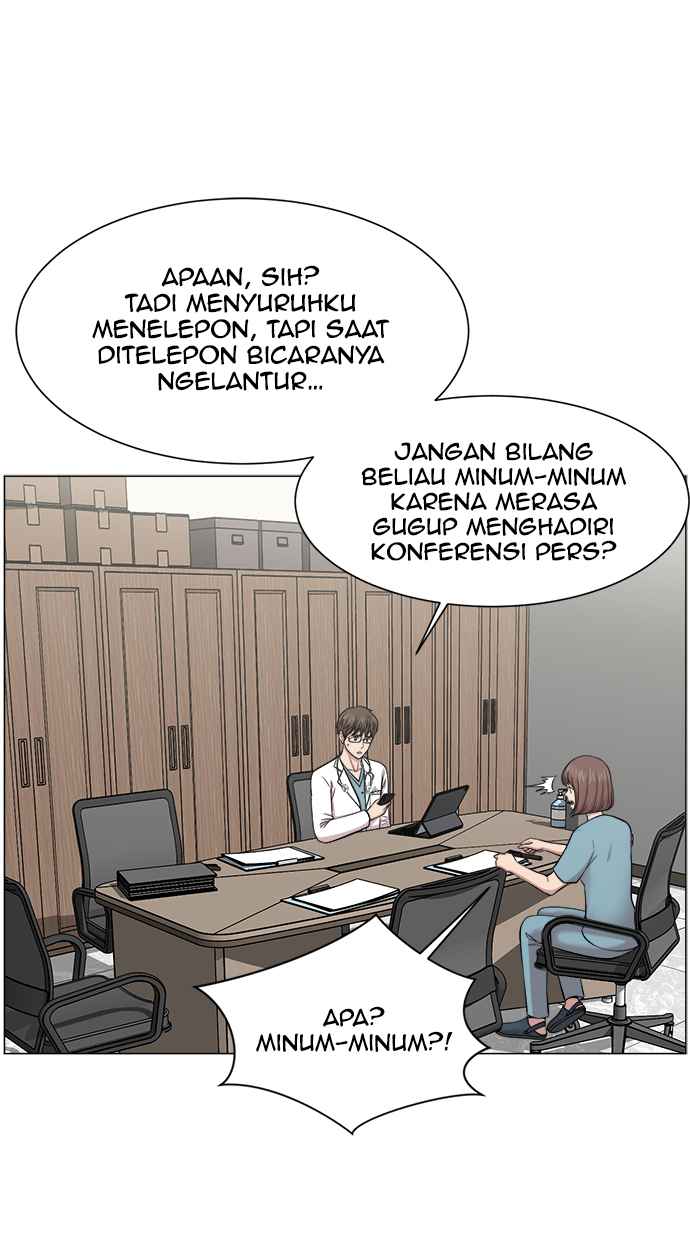 APAAN, SIH?
TADI MENYURUHKU
MENELEPON, TAPI SAAT
DITELEPON BICARANYA
NGELANTUR...
JANGAN BILANG
BELIAU MINUM-MINUM
KARENA MERASA
GUGUP MENGHADIRI
KONFERENSI PERS?
APA?
MINUM-MINUM?!